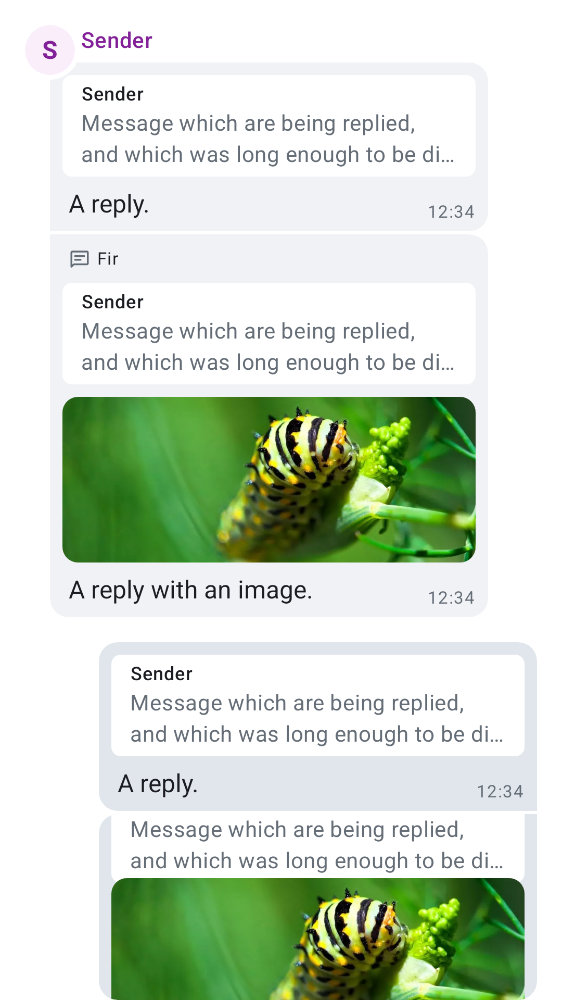 S
Sender
Sender
Message which are being replied,
and which was long enough to be di…
A reply.
12:34
Fir
Sender
Message which are being replied,
and which was long enough to be di…
A reply with an image.
12:34
Sender
Message which are being replied,
and which was long enough to be di…
A reply.
12:34
Message which are being replied,
and which was long enough to be di…